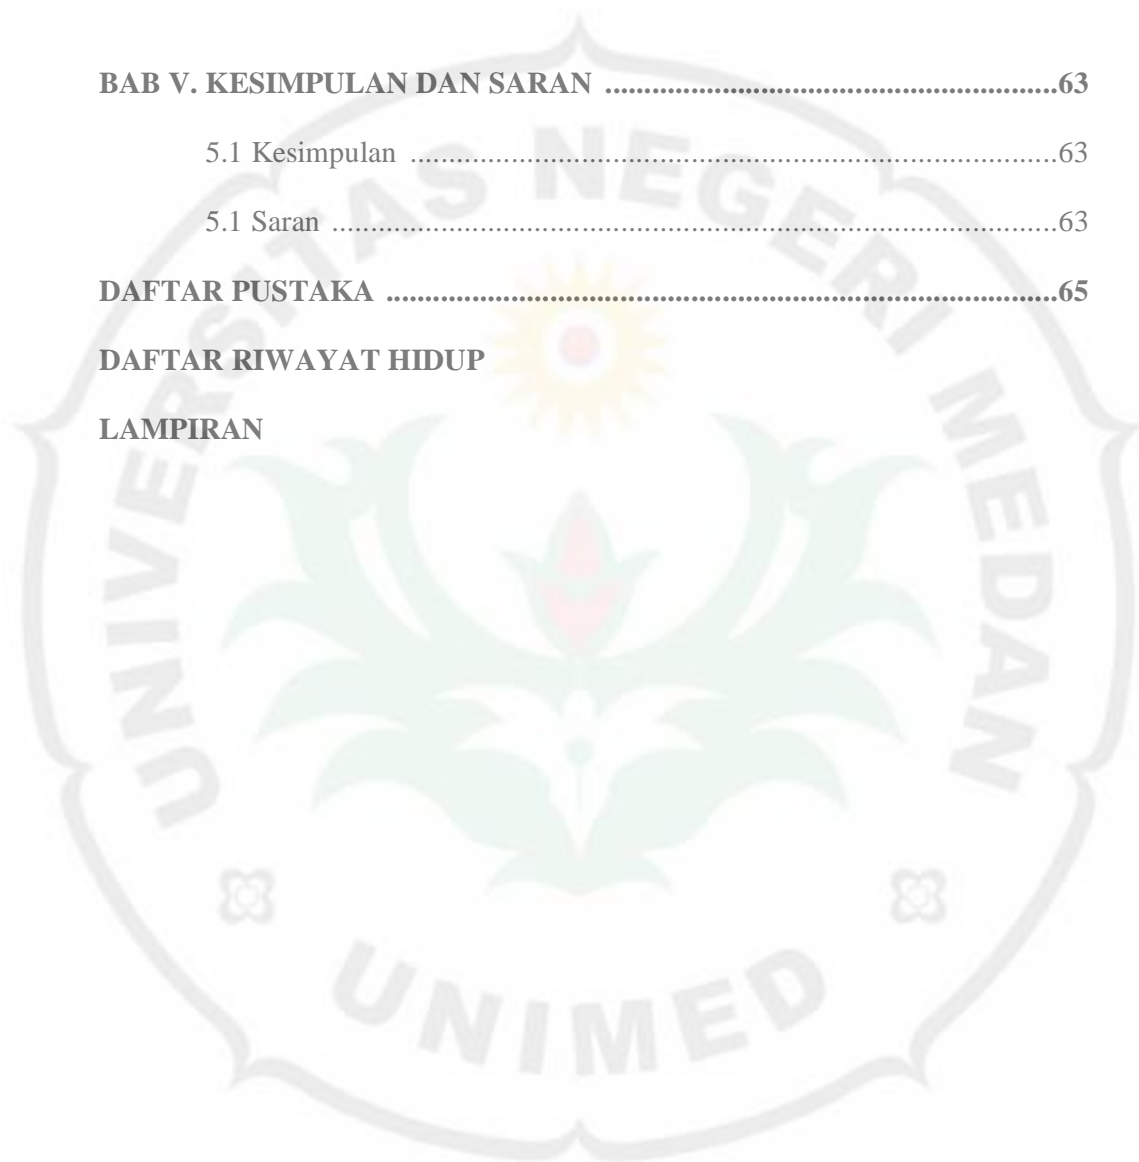 BAB V. KESIMPULAN DAN SARAN ..........................................................63
5.1 Kesimpulan ...................................................................................63
5.1 Saran .............................................................................................63
DAFTAR PUSTAKA ......................................................................................65
DAFTAR RIWAYAT HIDUP
LAMPIRAN
UNIVERSITAS NEGERI MEDAN
UNIMED